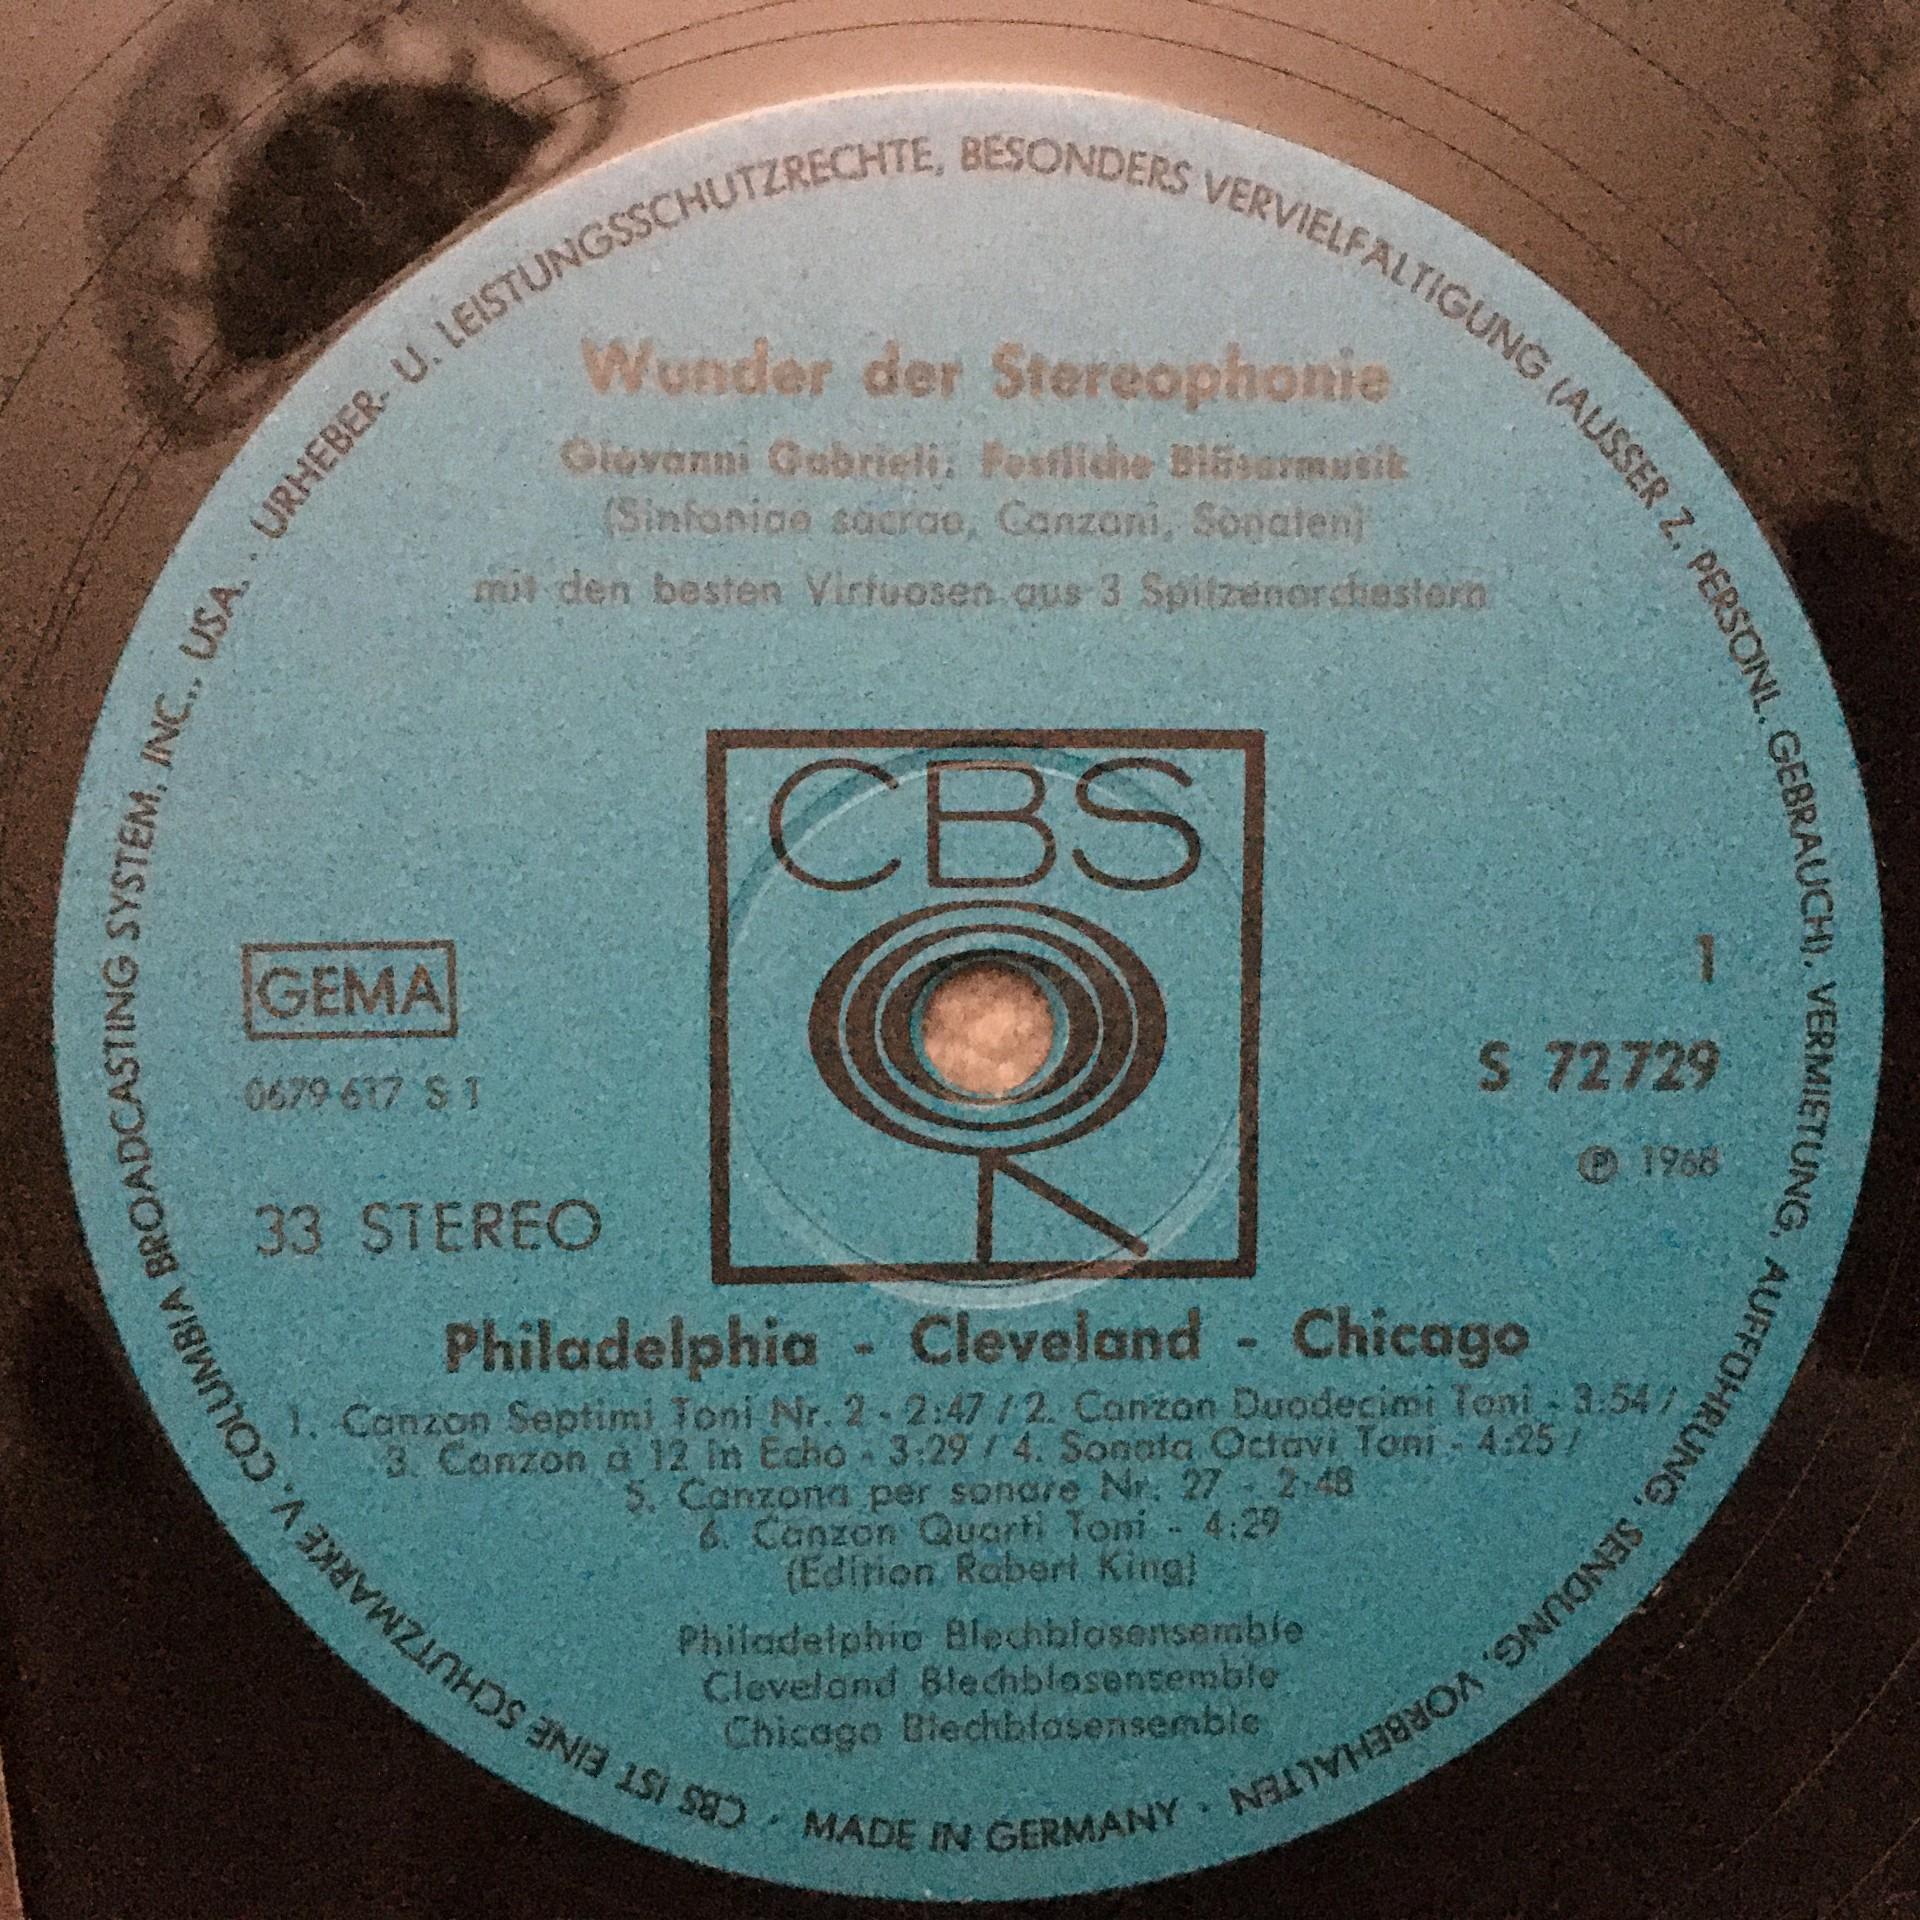 Wunder der Stereophonie
Giovanni Gabrieli: Festliche Bläsermusik
(Sinfoniae sacrae, Canzoni, Sonaten)
mit den besten Virtuosen aus 3 Spitzenorchestern
CBS
GEMA
0679 617 S 1
33 STEREO
1
S 72729
Ⓟ 1968
Philadelphia - Cleveland - Chicago
1. Canzon Septimi Toni Nr. 2 - 2:47 / 2. Canzon Duodecimi Toni - 3:54 /
3. Canzon à 12 in Echo - 3:29 / 4. Sonata Octavi Toni - 4:25 /
5. Canzona per sonare Nr. 27 - 2:48
6. Canzon Quarti Toni - 4:29
(Edition Robert King)
Philadelphia Blechblasensemble
Cleveland Blechblasensemble
Chicago Blechblasensemble
CBS IST EINE SCHUTZMARKE V. COLUMBIA BROADCASTING SYSTEM, INC., USA. · URHEBER- U. LEISTUNGSSCHUTZRECHTE, BESONDERS VERVIELFÄLTIGUNG (AUSSER Z. PERSÖNL. GEBRAUCH), VERMIETUNG, AUFFÜHRUNG, SENDUNG, VORBEHALTEN · MADE IN GERMANY ·